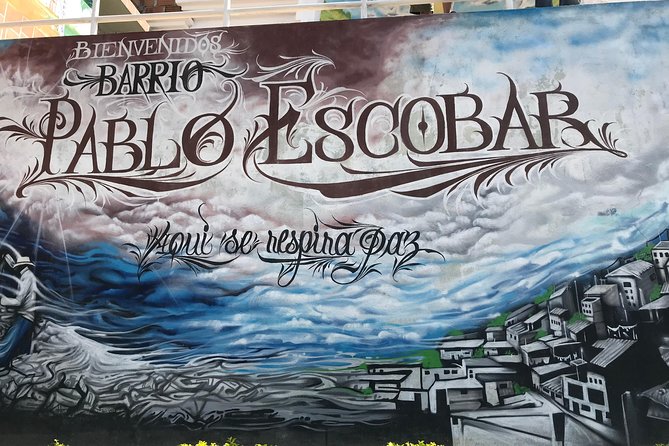 BIENVENIDOS
BARRIO
PABLO ESCOBAR
Aqui se respira Paz